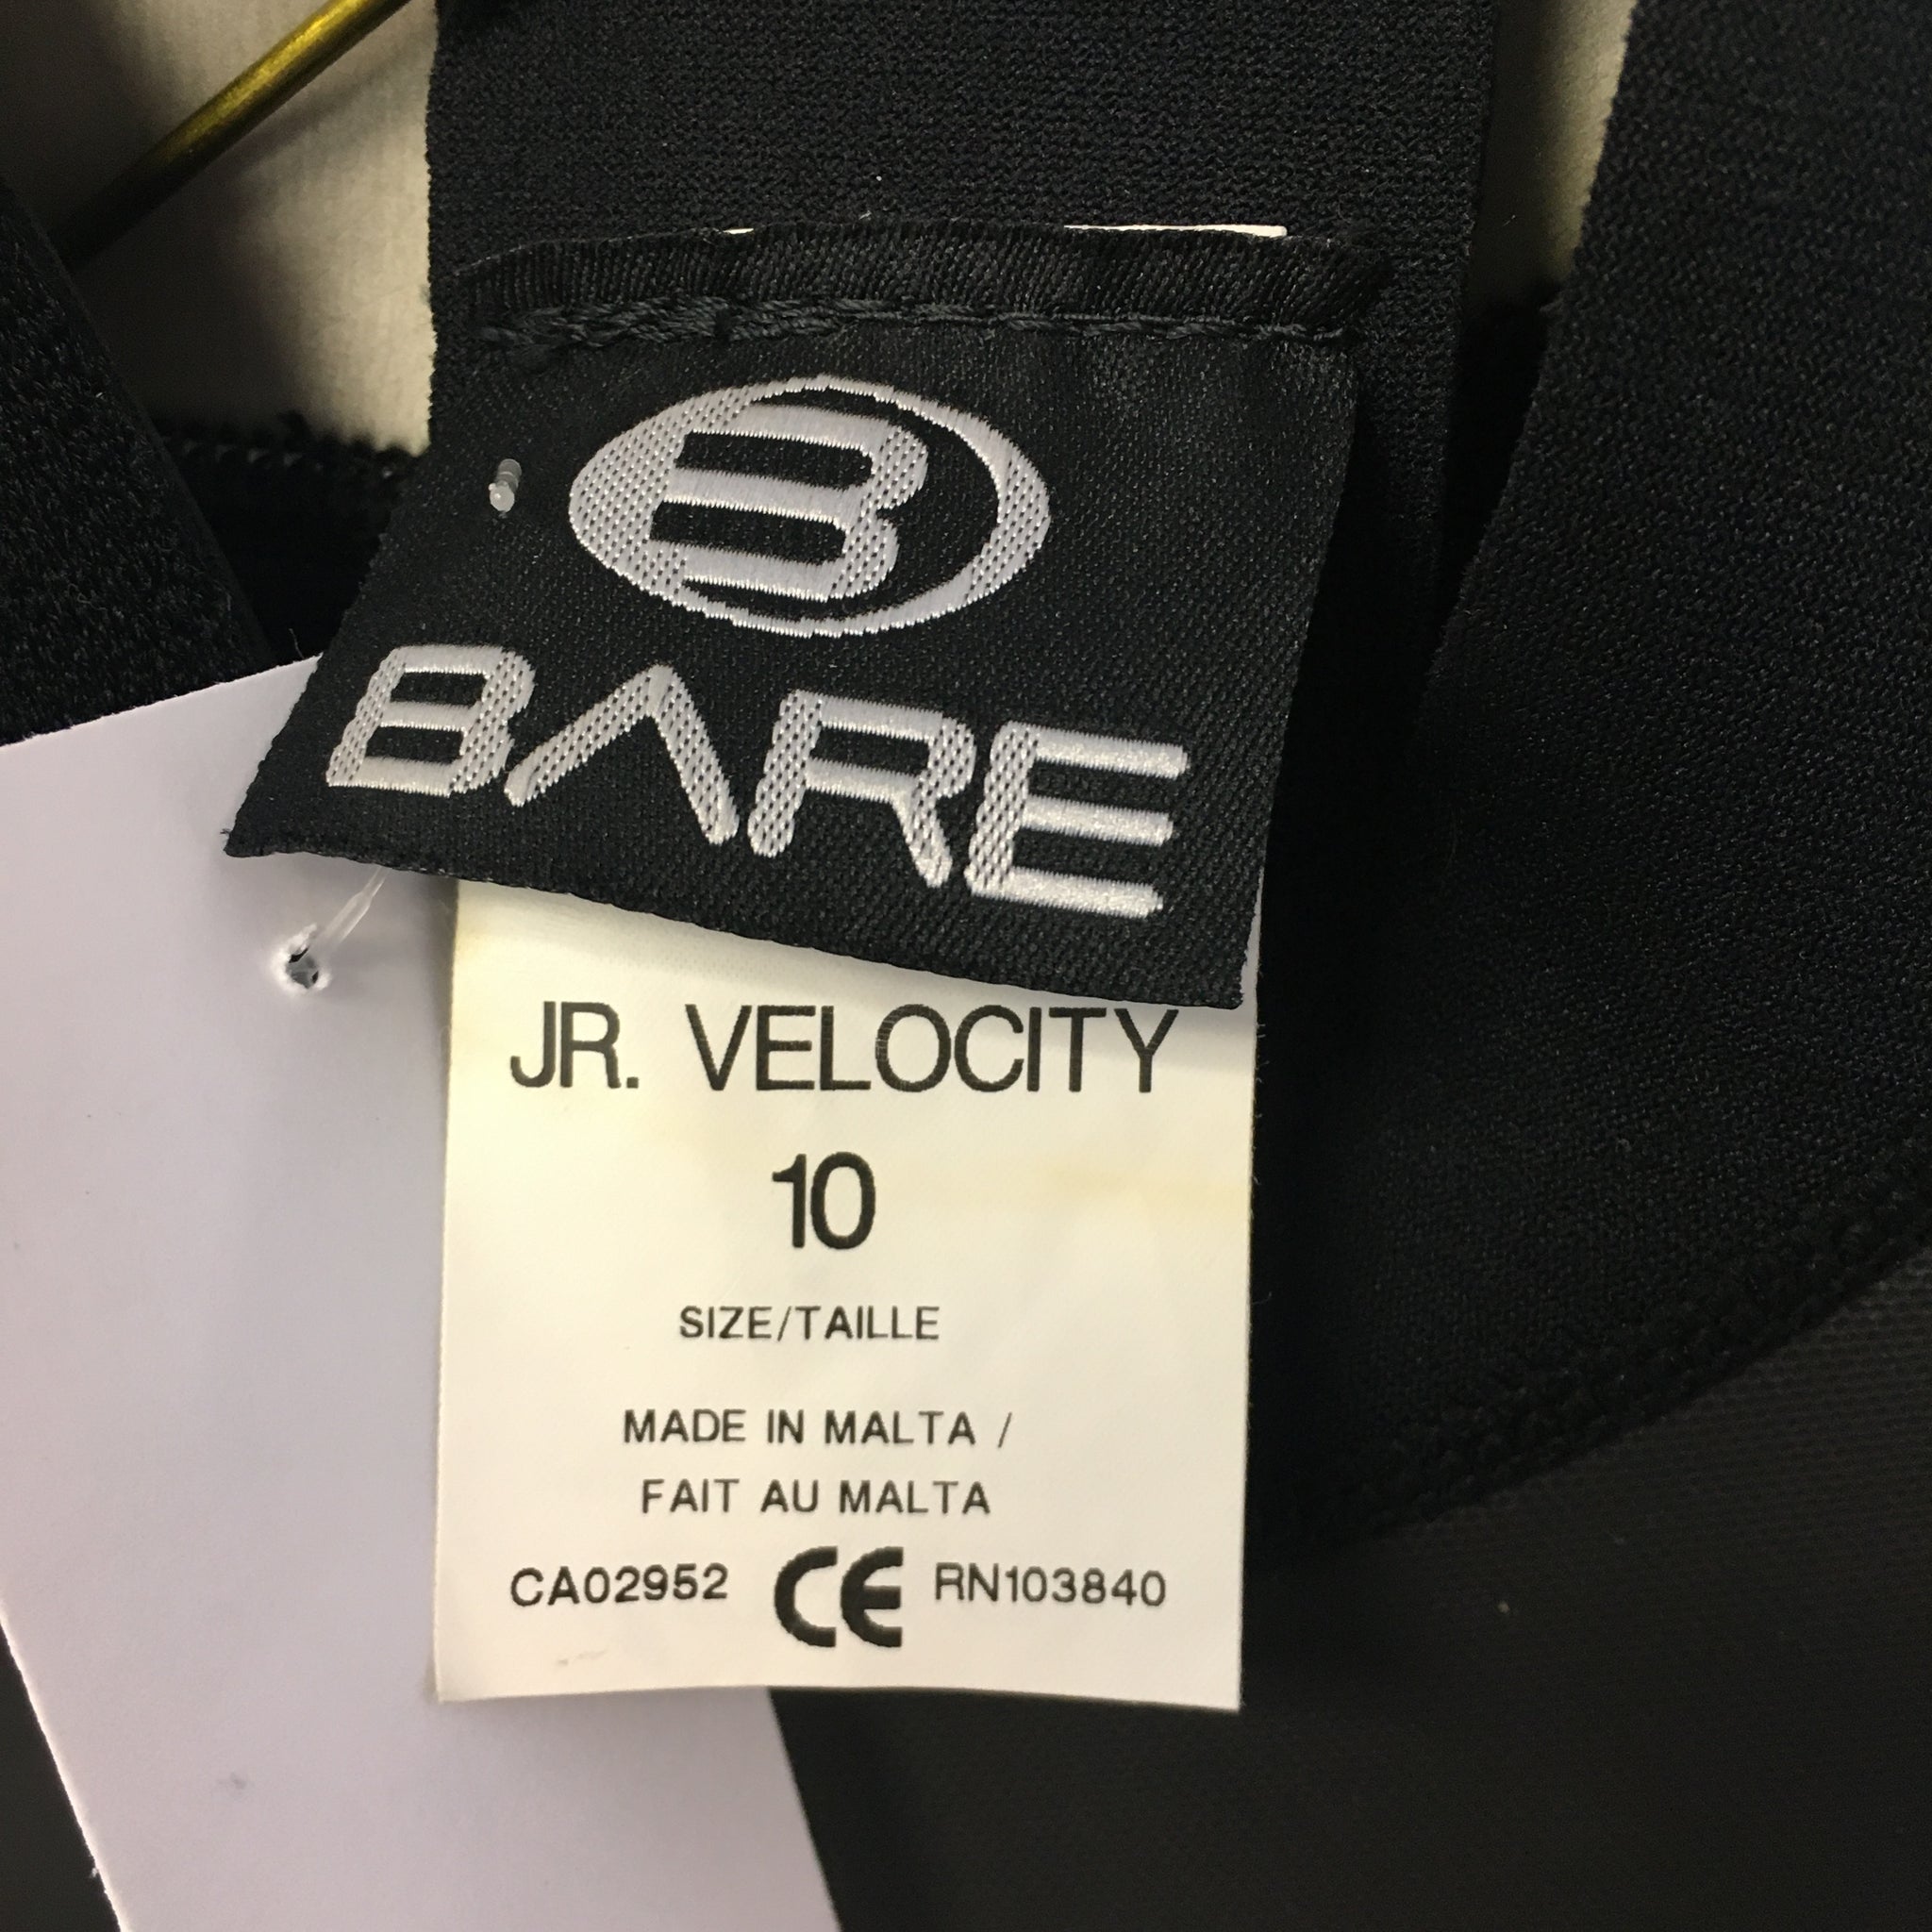 B
BARE
JR. VELOCITY
10
SIZE/TAILLE
MADE IN MALTA /
FAIT AU MALTA
CA02952 CE RN103840